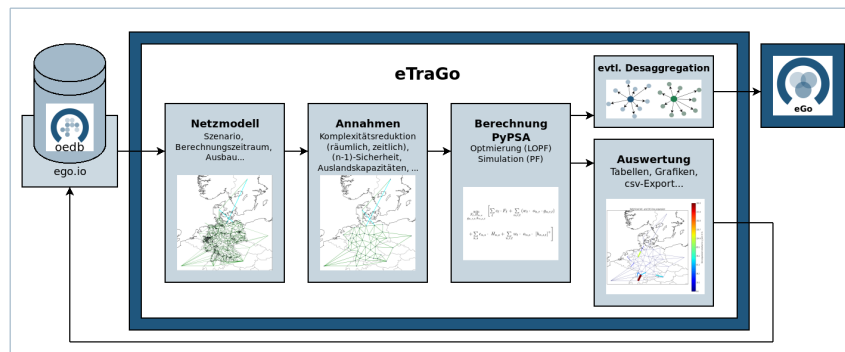 eTraGo
oedb
ego.io
Netzmodell
Szenario,
Berechnungszeitraum,
Ausbau...
Annahmen
Komplexitätsreduktion
(räumlich, zeitlich),
(n-1)-Sicherheit,
Auslandskapazitäten, ...
Berechnung
PyPSA
Optmierung (LOPF)
Simulation (PF)
evtl. Desaggregation
Auswertung
Tabellen, Grafiken,
csv-Export...
eGo